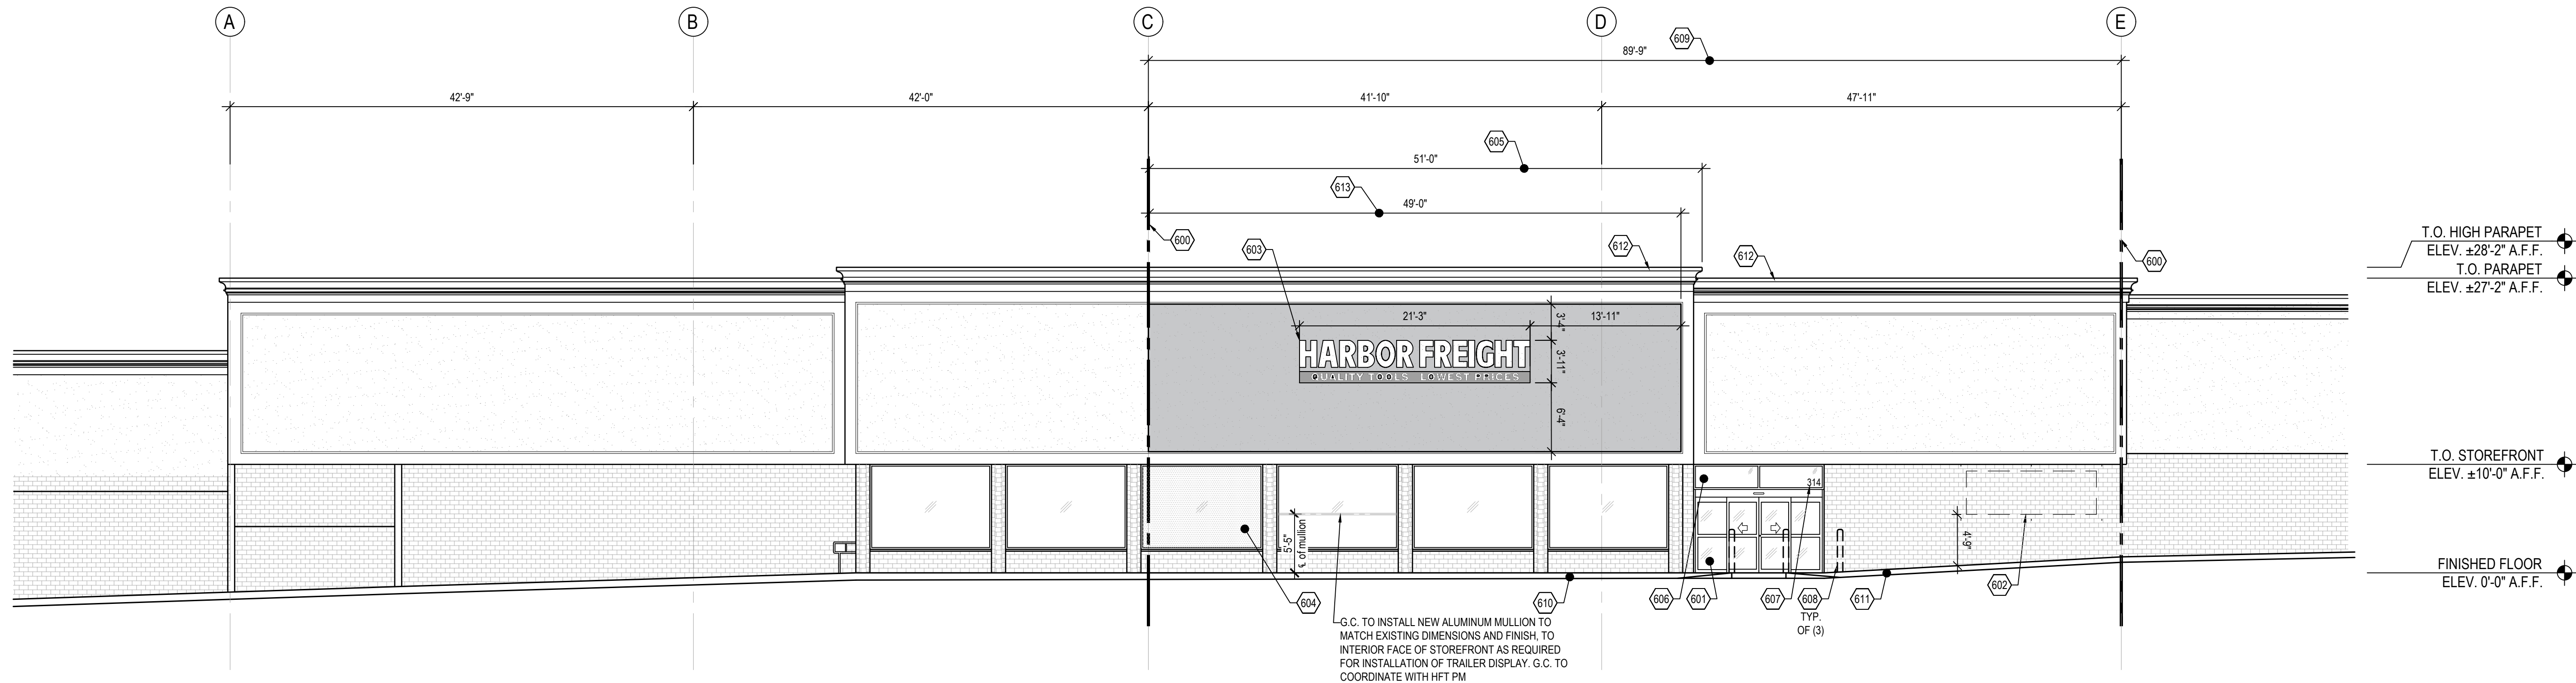 A
B
C
D
E
609
89'-9"
42'-9"
42'-0"
41'-10"
47'-11"
605
51'-0"
613
49'-0"
600
603
612
612
600
T.O. HIGH PARAPET
ELEV. ±28'-2" A.F.F.
T.O. PARAPET
ELEV. ±27'-2" A.F.F.
21'-3"
13'-11"
3'-4"
3'-11"
6'-4"
HARBOR FREIGHT
QUALITY TOOLS LOWEST PRICES
T.O. STOREFRONT
ELEV. ±10'-0" A.F.F.
314
5'-5"
℄ of mullion
4'-9"
FINISHED FLOOR
ELEV. 0'-0" A.F.F.
604
610
606
601
607
608
TYP.
OF (3)
611
602
G.C. TO INSTALL NEW ALUMINUM MULLION TO
MATCH EXISTING DIMENSIONS AND FINISH, TO
INTERIOR FACE OF STOREFRONT AS REQUIRED
FOR INSTALLATION OF TRAILER DISPLAY. G.C. TO
COORDINATE WITH HFT PM